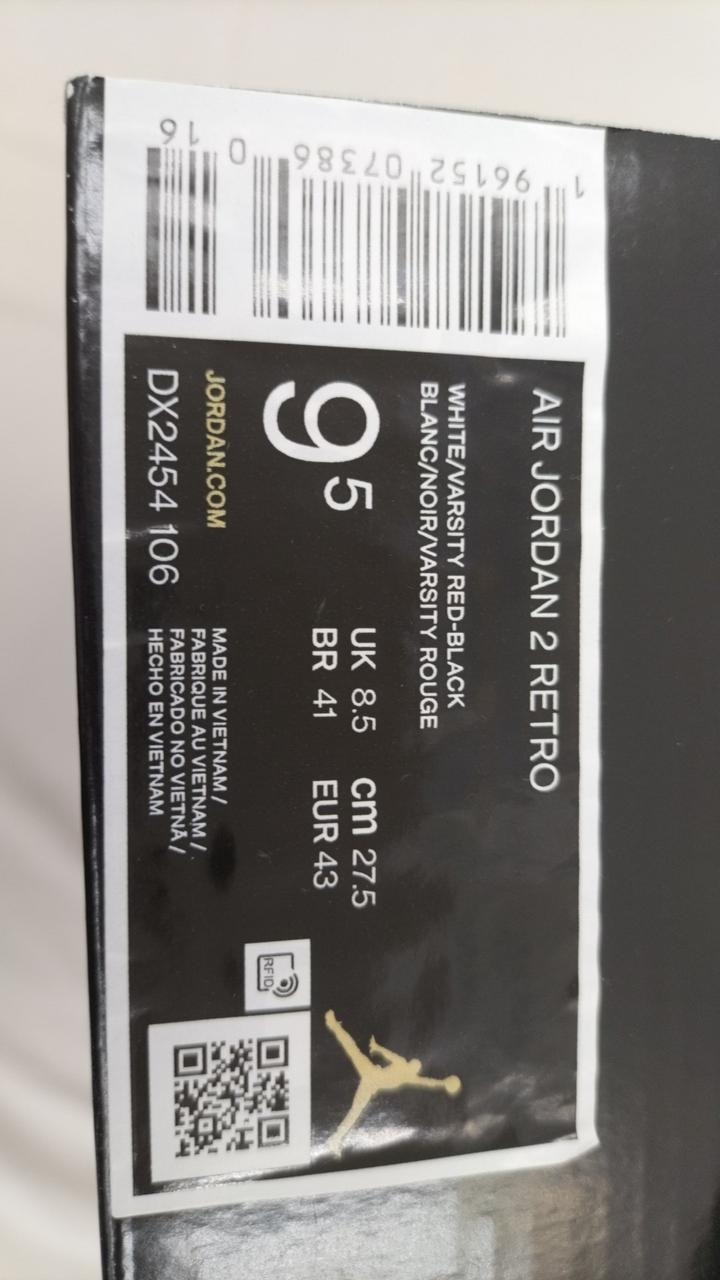 1 96152 07386 0 16
AIR JORDAN 2 RETRO
WHITE/VARSITY RED-BLACK
BLANC/NOIR/VARSITY ROUGE
9 5
UK 8.5 cm 27.5
BR 41 EUR 43
JORDAN.COM
DX2454 106
MADE IN VIETNAM /
FABRIQUE AU VIETNAM /
FABRICADO NO VIETNÃ /
HECHO EN VIETNAM
RFID